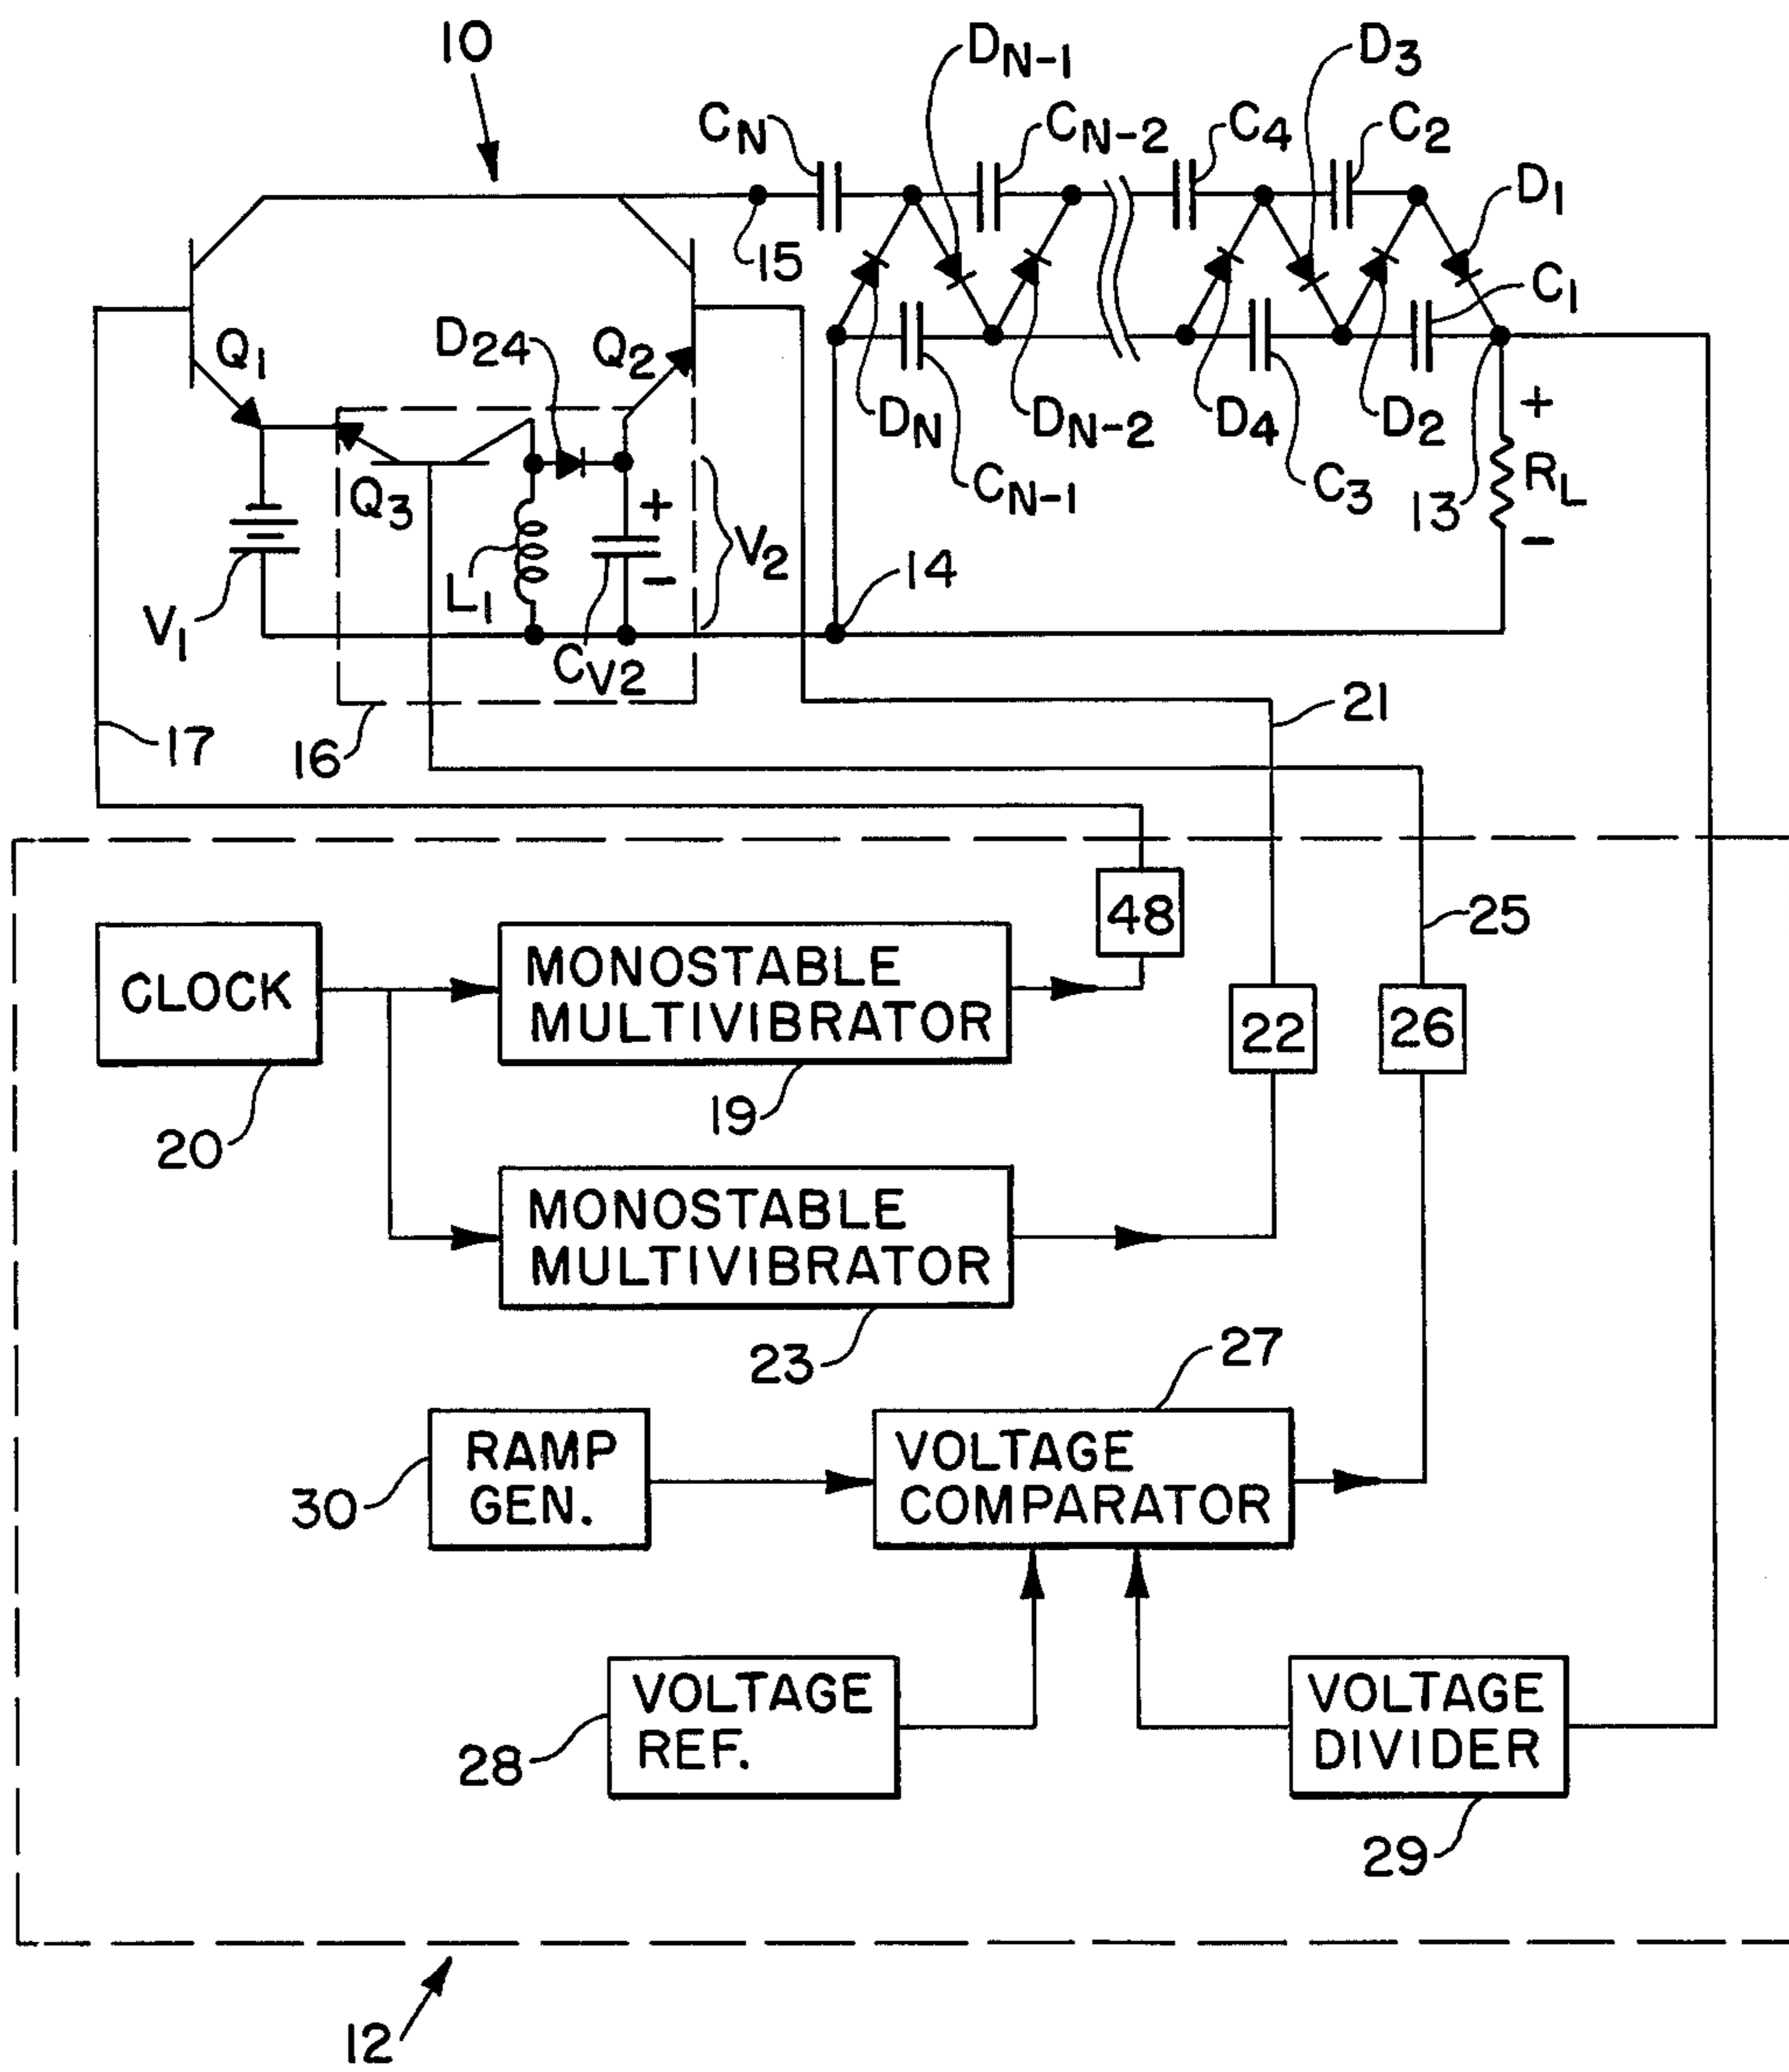 10
DN-1
D3
CN
CN-2
C4
C2
D1
15
C1
Q1
D24
Q2
DN
DN-2
D4
D2
+
Q3
CN-1
C3
13
RL
+
V2
-
L1
-
14
V1
CV2
17
16
21
48
25
CLOCK
MONOSTABLE
MULTIVIBRATOR
22
26
19
20
MONOSTABLE
MULTIVIBRATOR
23
27
RAMP
GEN.
VOLTAGE
COMPARATOR
30
VOLTAGE
REF.
VOLTAGE
DIVIDER
28
29
12